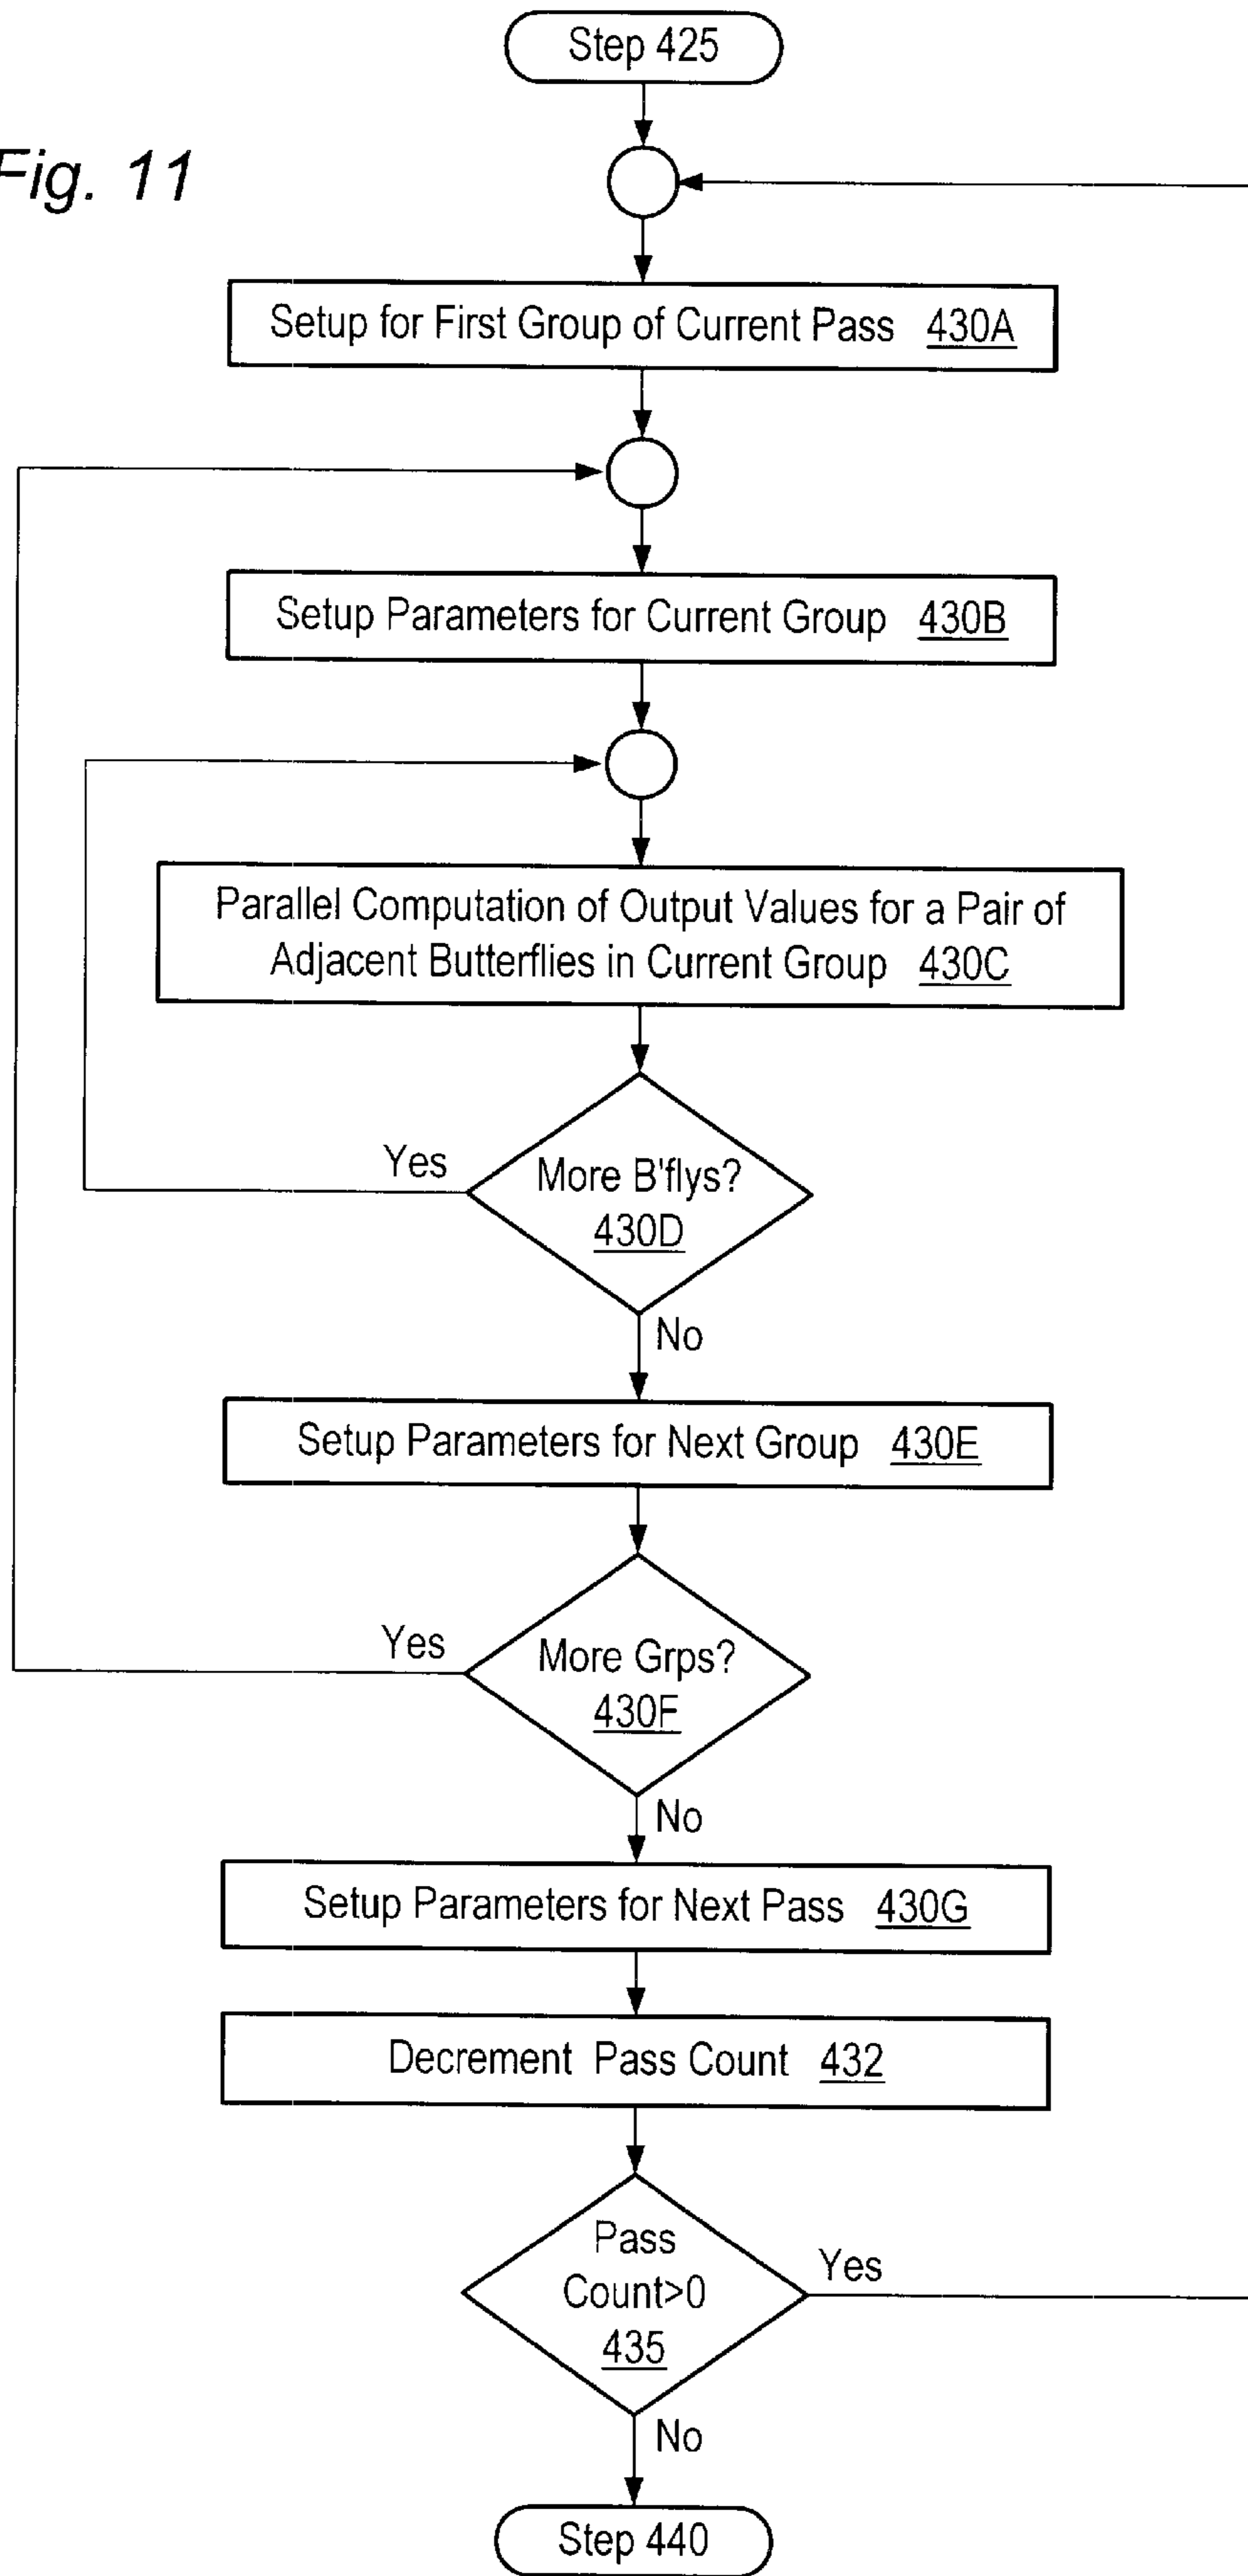 Step 425
Fig. 11
Setup for First Group of Current Pass 430A
Setup Parameters for Current Group 430B
Parallel Computation of Output Values for a Pair of
Adjacent Butterflies in Current Group 430C
Yes
More B'flys?
430D
No
Setup Parameters for Next Group 430E
Yes
More Grps?
430F
No
Setup Parameters for Next Pass 430G
Decrement Pass Count 432
Pass
Count>0
435
Yes
No
Step 440